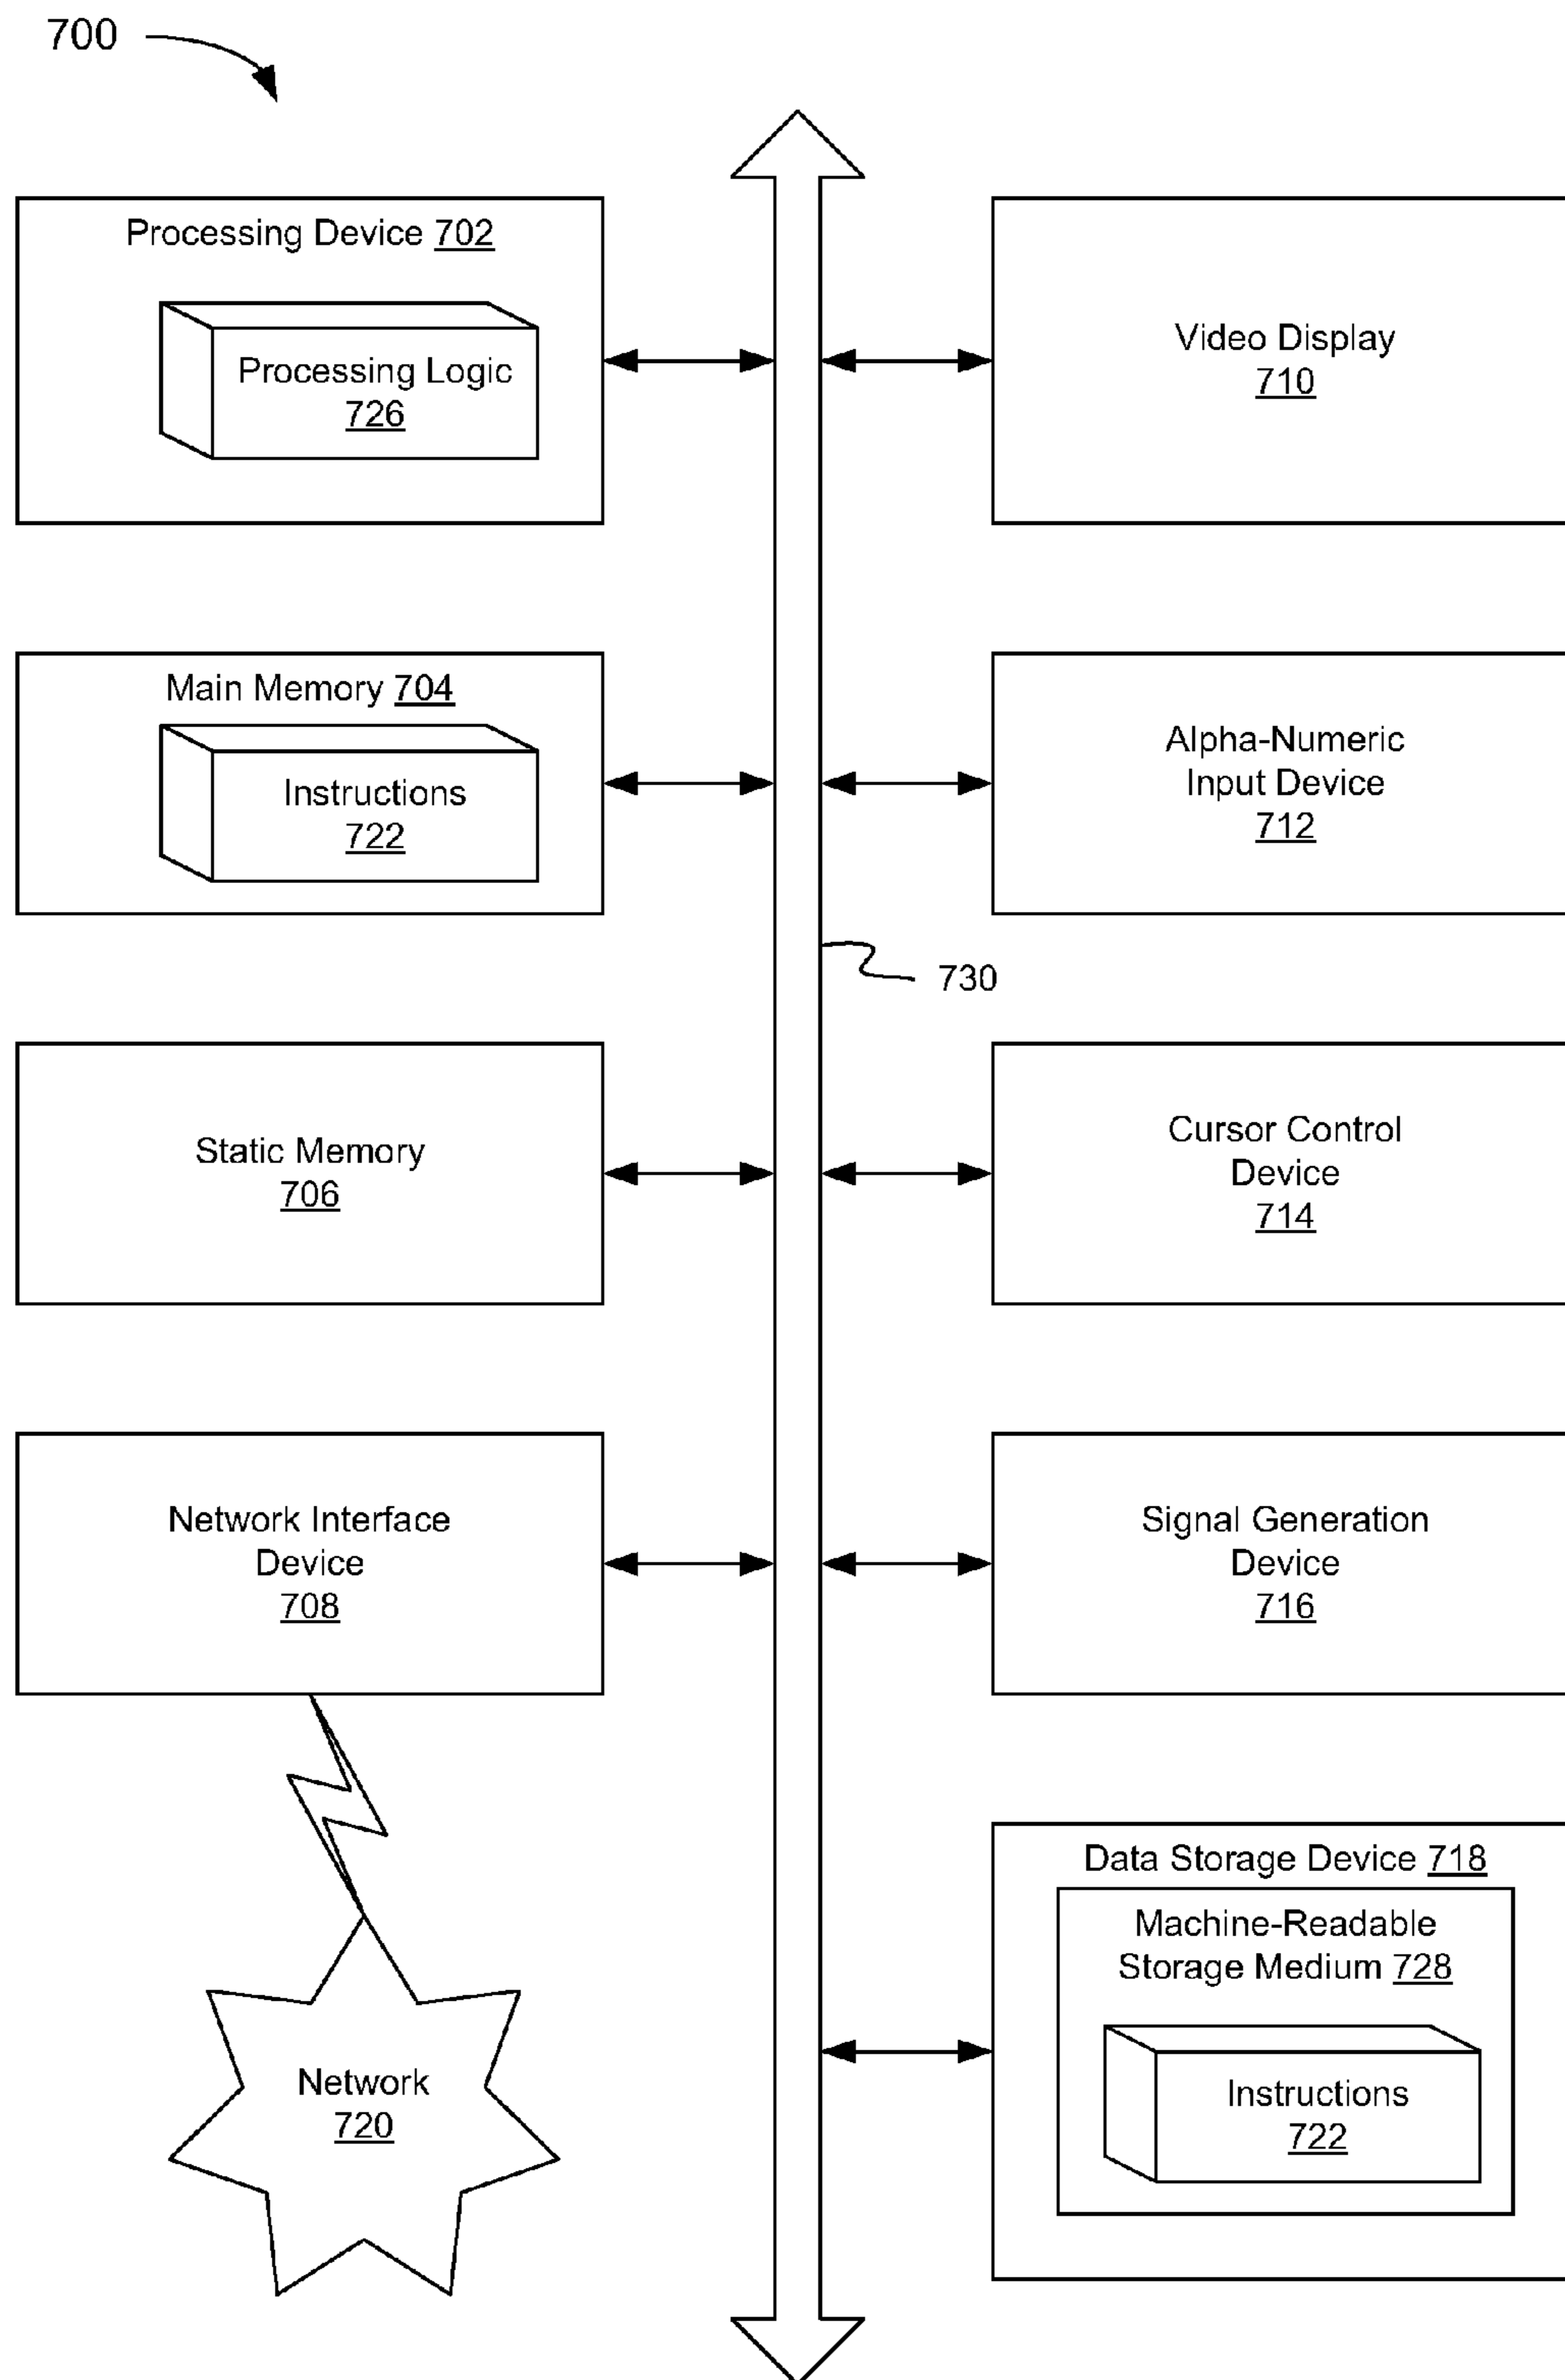 700
Processing Device 702
Processing Logic
726
Video Display
710
Main Memory 704
Instructions
722
Alpha-Numeric
Input Device
712
730
Static Memory
706
Cursor Control
Device
714
Network Interface
Device
708
Signal Generation
Device
716
Data Storage Device 718
Machine-Readable
Storage Medium 728
Instructions
722
Network
720